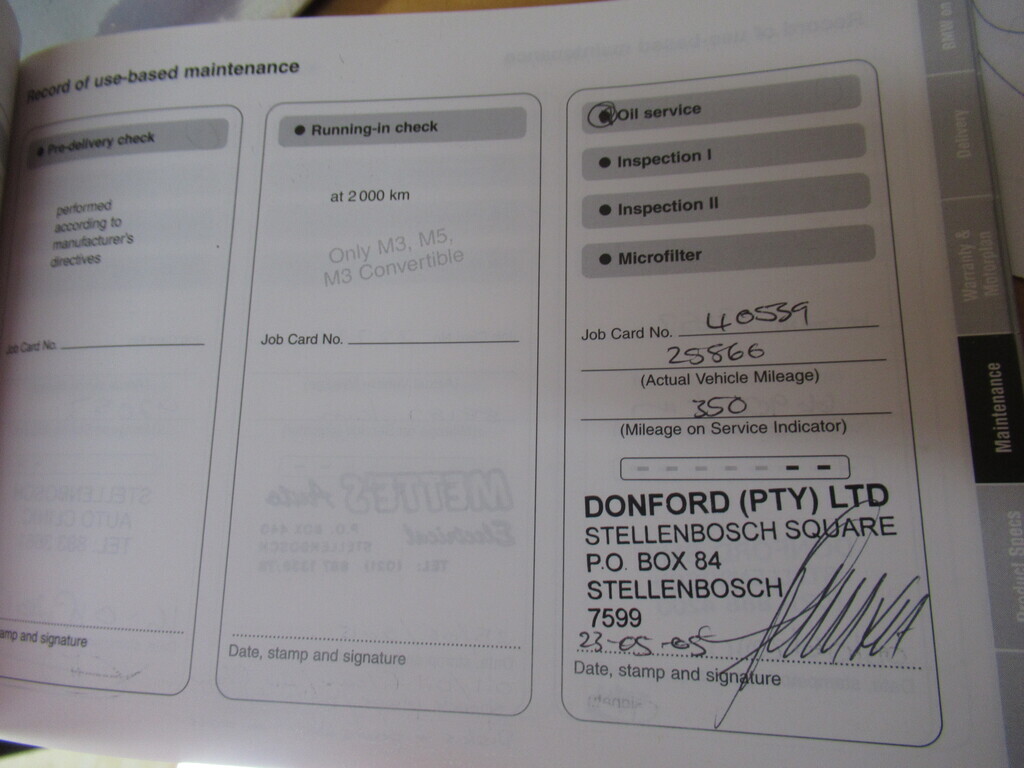 Record of use-based maintenance
Pre-delivery check
performed
according to
manufacturer's
directives
Job Card No.
amp and signature
Running-in check
at 2 000 km
Only M3, M5,
M3 Convertible
Job Card No.
Date, stamp and signature
Oil service
Inspection I
Inspection II
Microfilter
Job Card No. 40539
25866
(Actual Vehicle Mileage)
350
(Mileage on Service Indicator)
DONFORD (PTY) LTD
STELLENBOSCH SQUARE
P.O. BOX 84
STELLENBOSCH
7599
23-05-05
Date, stamp and signature
Delivery
Warranty &
Motorplan
Maintenance
Product Specs